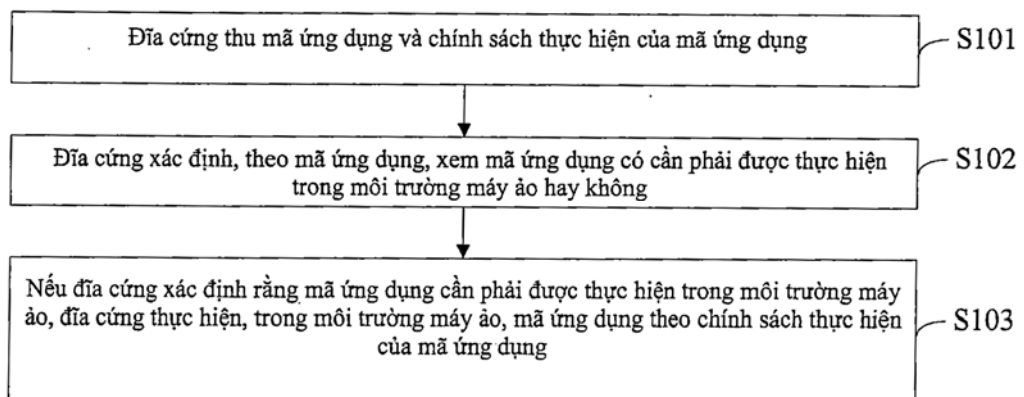 Đĩa cứng thu mã ứng dụng và chính sách thực hiện của mã ứng dụng
S101
Đĩa cứng xác định, theo mã ứng dụng, xem mã ứng dụng có cần phải được thực hiện
trong môi trường máy ảo hay không
S102
Nếu đĩa cứng xác định rằng mã ứng dụng cần phải được thực hiện trong môi trường máy
ảo, đĩa cứng thực hiện, trong môi trường máy ảo, mã ứng dụng theo chính sách thực hiện
của mã ứng dụng
S103